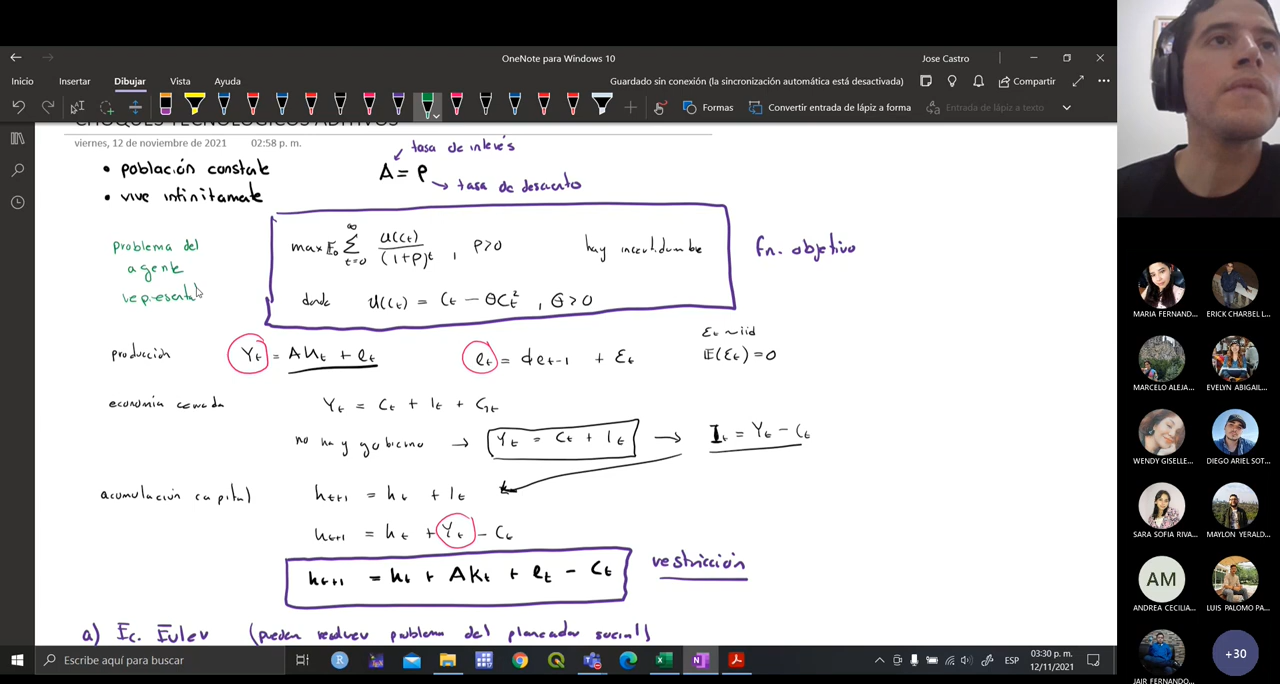 OneNote para Windows 10
Jose Castro
Inicio Insertar Dibujar Vista Ayuda
Guardado sin conexión (la sincronización automática está desactivada)
Compartir
Formas
Convertir entrada de lápiz a forma
Entrada de lápiz a texto
CHOQUES TECNOLOGICOS ADITIVOS
viernes, 12 de noviembre de 2021 02:58 p. m.
tasa de interés
• población constante
A = ρ
tasa de descuento
• vive infinitamente
Problema del
agente
representa
max E₀ ∑_{t=0}^{∞} u(Ct)/(1+ρ)^t , ρ>0
hay incertidumbre
Fn. objetivo
donde u(Ct) = Ct − θCt² , θ>0
εt ~ iid
E(εt) = 0
producción Yt = AKt + et
et = φet−1 + εt
economía cerrada Yt = Ct + It + Gt
no hay gobierno → Yt = Ct + It → It = Yt − Ct
acumulación capital) kt+1 = kt + It
kt+1 = kt + Yt − Ct
kt+1 = kt + AKt + et − Ct
restricción
a) Ec. Euler (pueden resolver problema del planeador social)
MARIA FERNAND...
ERICK CHARBEL L...
MARCELO ALEJA...
EVELYN ABIGAIL...
WENDY GISELLE...
DIEGO ARIEL SOT...
SARA SOFIA RIVA...
MAYLON YERALD...
AM
ANDREA CECILIA...
LUIS PALOMO PA...
JAIR FERNANDO...
+30
Escribe aquí para buscar
ESP
03:30 p. m.
12/11/2021